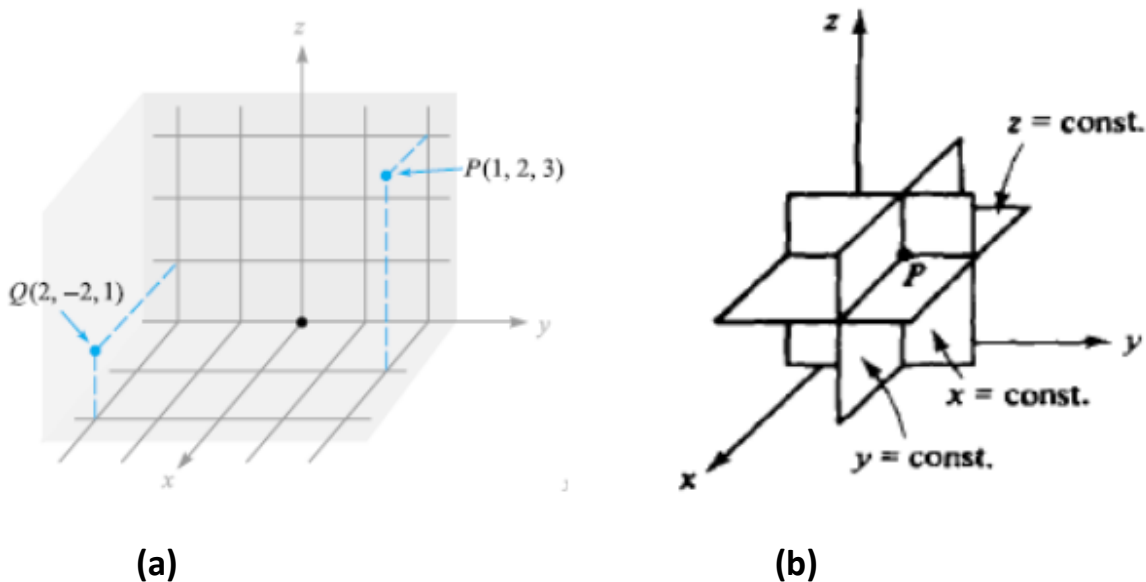 z
P(1, 2, 3)
Q(2, −2, 1)
y
x
(a)
z
z = const.
P
y
x = const.
y = const.
x
(b)